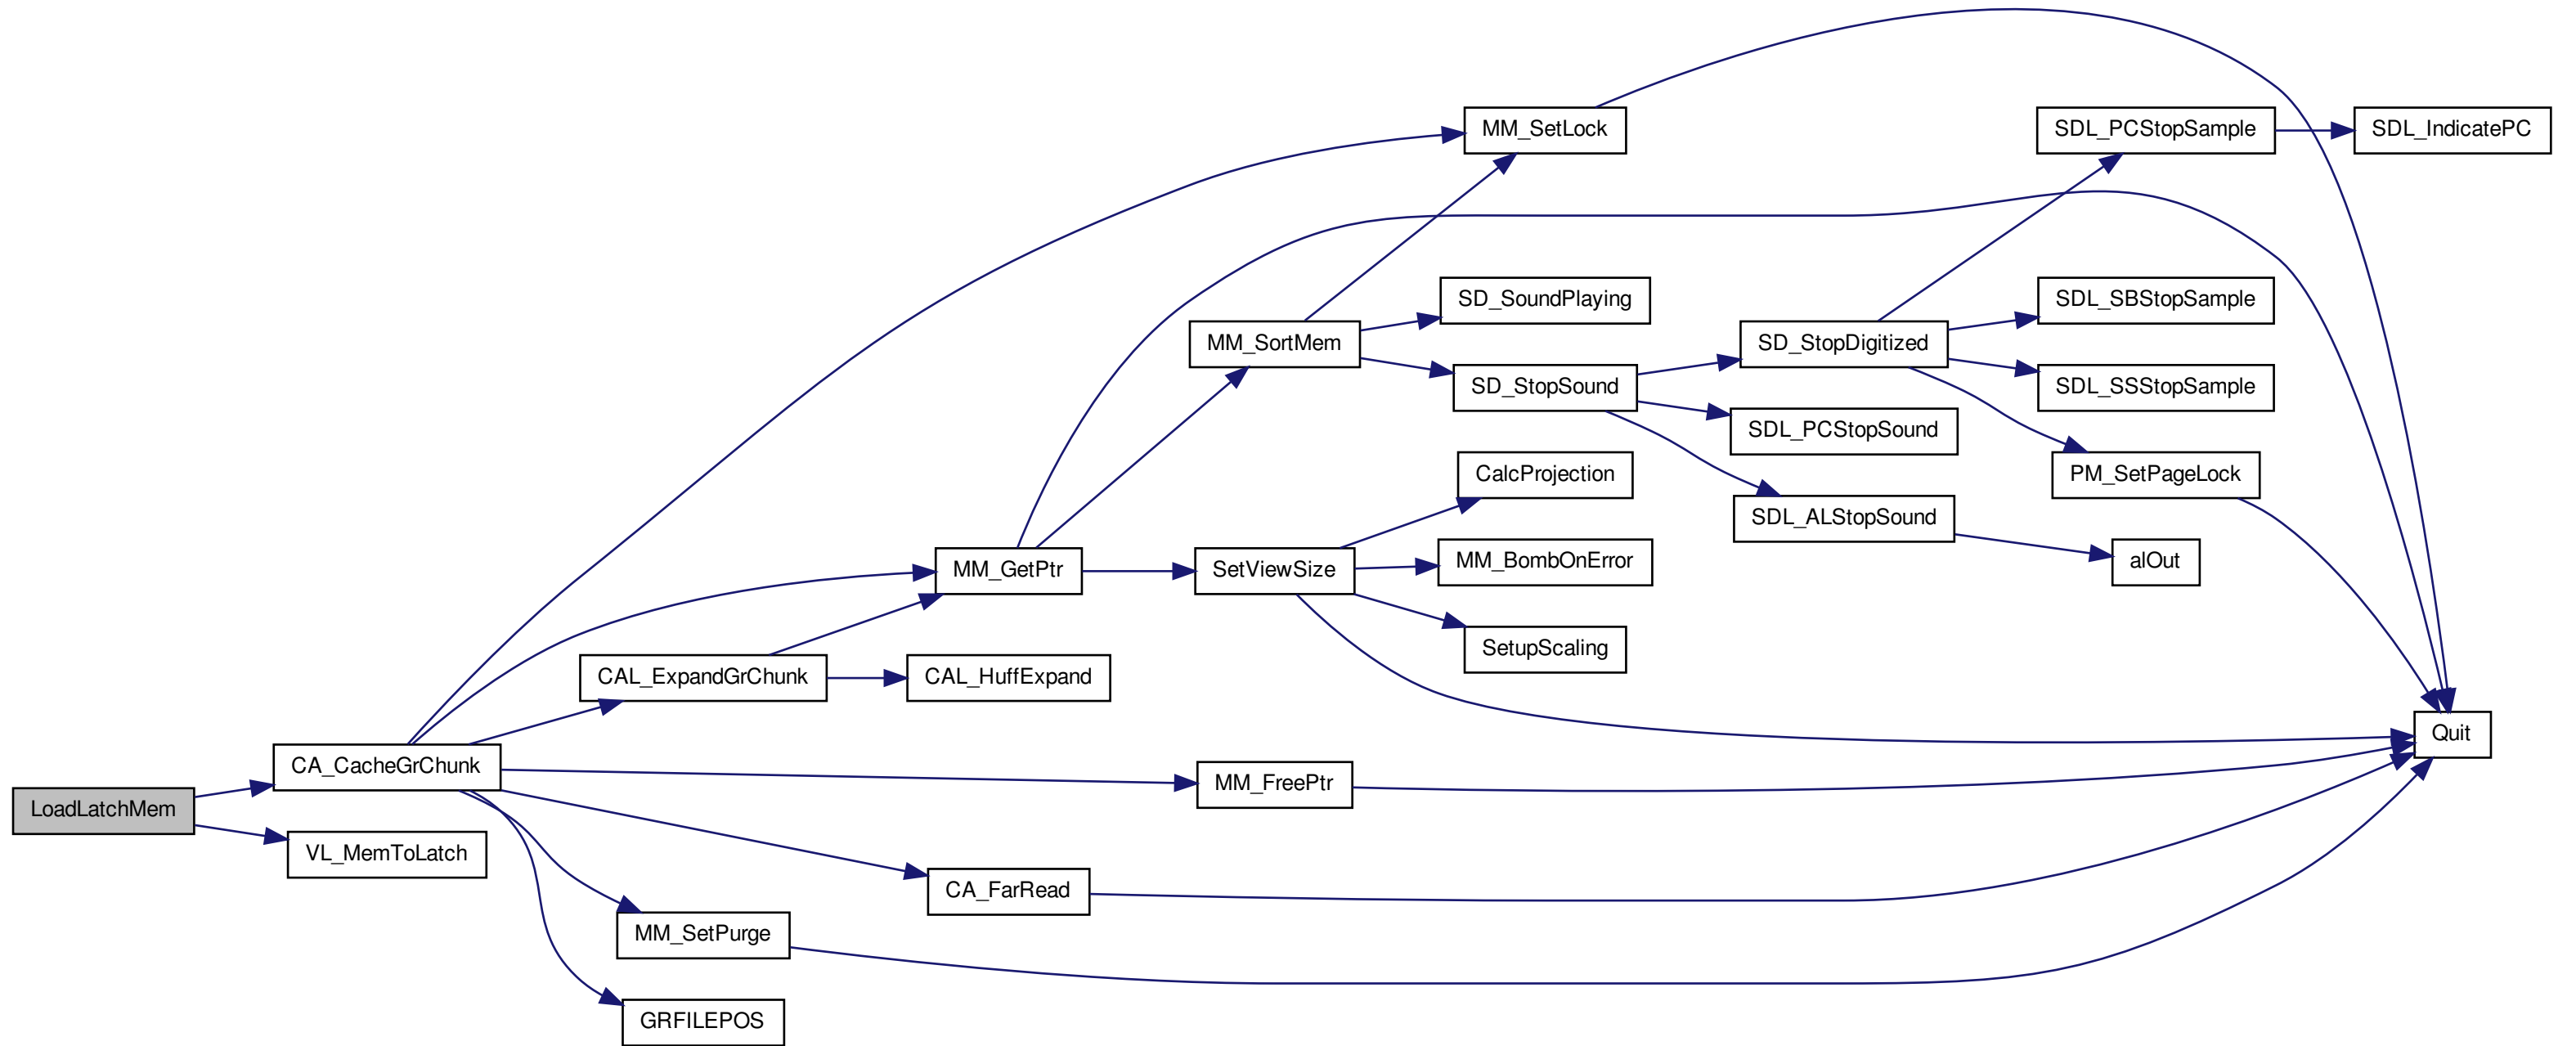 MM_SetLock
SDL_PCStopSample
SDL_IndicatePC
SD_SoundPlaying
SDL_SBStopSample
MM_SortMem
SD_StopDigitized
SD_StopSound
SDL_SSStopSample
SDL_PCStopSound
CalcProjection
PM_SetPageLock
SDL_ALStopSound
MM_GetPtr
SetViewSize
MM_BombOnError
alOut
CAL_ExpandGrChunk
CAL_HuffExpand
SetupScaling
Quit
CA_CacheGrChunk
MM_FreePtr
LoadLatchMem
VL_MemToLatch
CA_FarRead
MM_SetPurge
GRFILEPOS